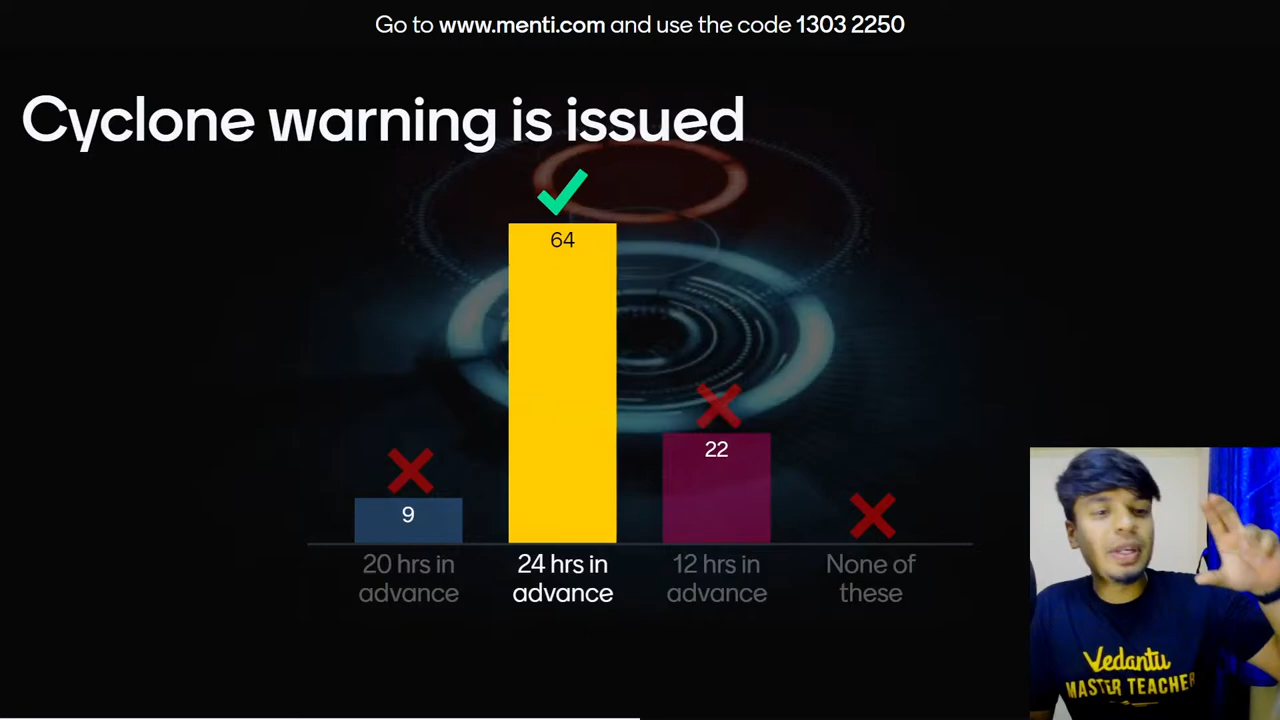 Go to www.menti.com and use the code 1303 2250
Cyclone warning is issued
64
22
9
20 hrs in
advance
24 hrs in
advance
12 hrs in
advance
None of
these
Vedantu
MASTER TEACHER